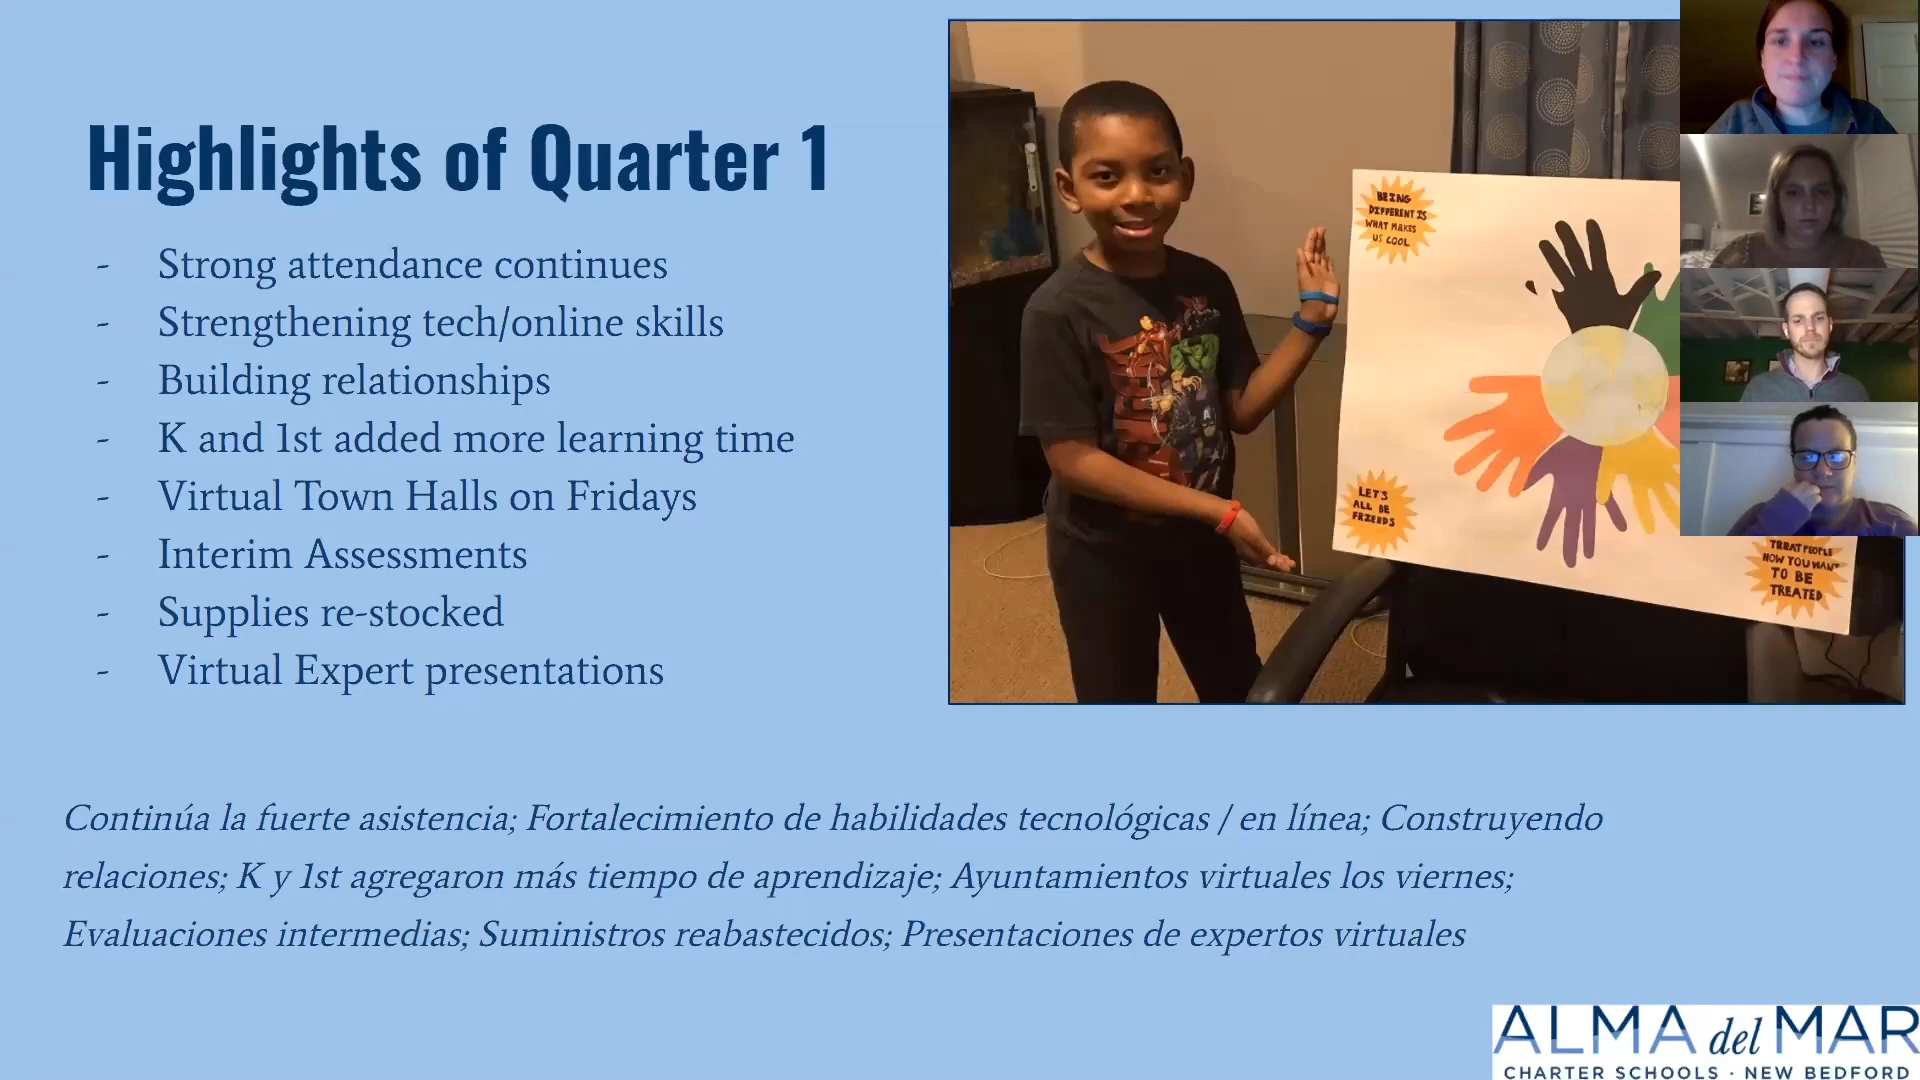 Highlights of Quarter 1
- Strong attendance continues
- Strengthening tech/online skills
- Building relationships
- K and 1st added more learning time
- Virtual Town Halls on Fridays
- Interim Assessments
- Supplies re-stocked
- Virtual Expert presentations
BEING
DIFFERENT IS
WHAT MAKES
US COOL
LET'S
ALL BE
FRIENDS
TREAT PEOPLE
HOW YOU WANT
TO BE
TREATED
Continúa la fuerte asistencia; Fortalecimiento de habilidades tecnológicas / en línea; Construyendo
relaciones; K y 1st agregaron más tiempo de aprendizaje; Ayuntamientos virtuales los viernes;
Evaluaciones intermedias; Suministros reabastecidos; Presentaciones de expertos virtuales
ALMA del MAR
CHARTER SCHOOLS · NEW BEDFORD